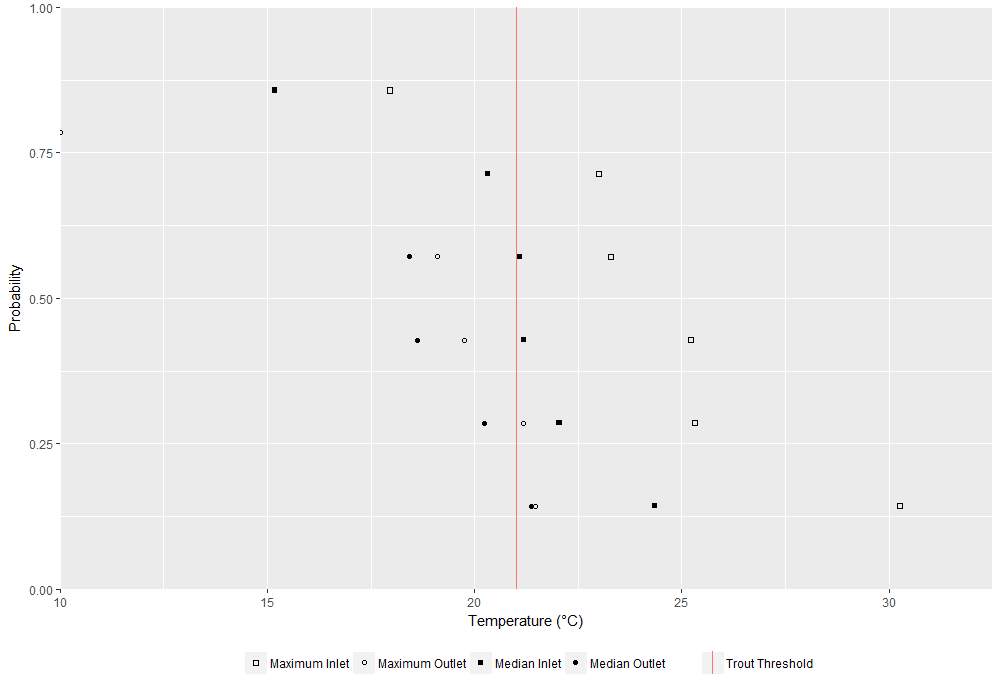 1.00
0.75
0.50
0.25
0.00
Probability
10 15 20 25 30
Temperature (°C)
Maximum Inlet Maximum Outlet Median Inlet Median Outlet Trout Threshold